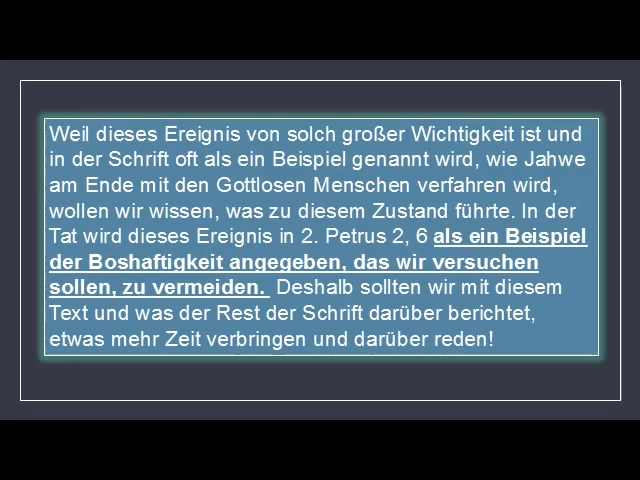 Weil dieses Ereignis von solch großer Wichtigkeit ist und
in der Schrift oft als ein Beispiel genannt wird, wie Jahwe
am Ende mit den Gottlosen Menschen verfahren wird,
wollen wir wissen, was zu diesem Zustand führte. In der
Tat wird dieses Ereignis in 2. Petrus 2, 6 als ein Beispiel
der Boshaftigkeit angegeben, das wir versuchen
sollen, zu vermeiden. Deshalb sollten wir mit diesem
Text und was der Rest der Schrift darüber berichtet,
etwas mehr Zeit verbringen und darüber reden!